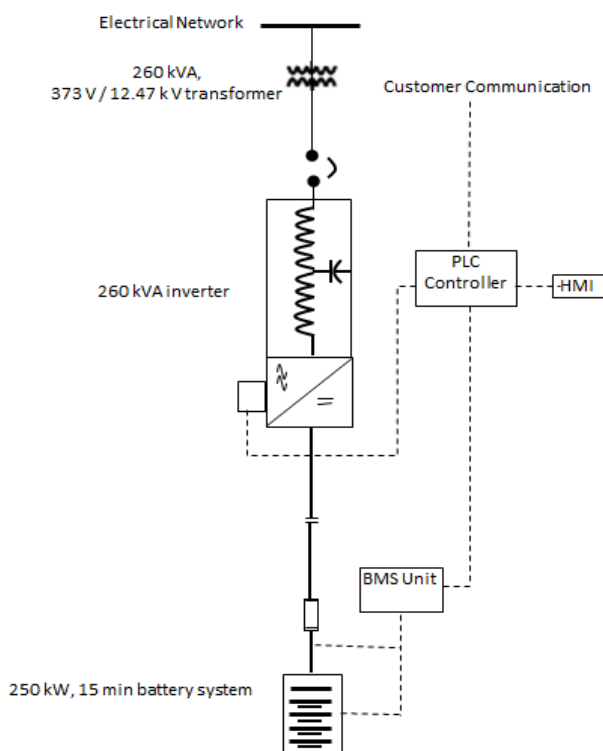 Electrical Network
260 kVA,
373 V / 12.47 kV transformer
Customer Communication
PLC
Controller
HMI
260 kVA inverter
BMS Unit
250 kW, 15 min battery system